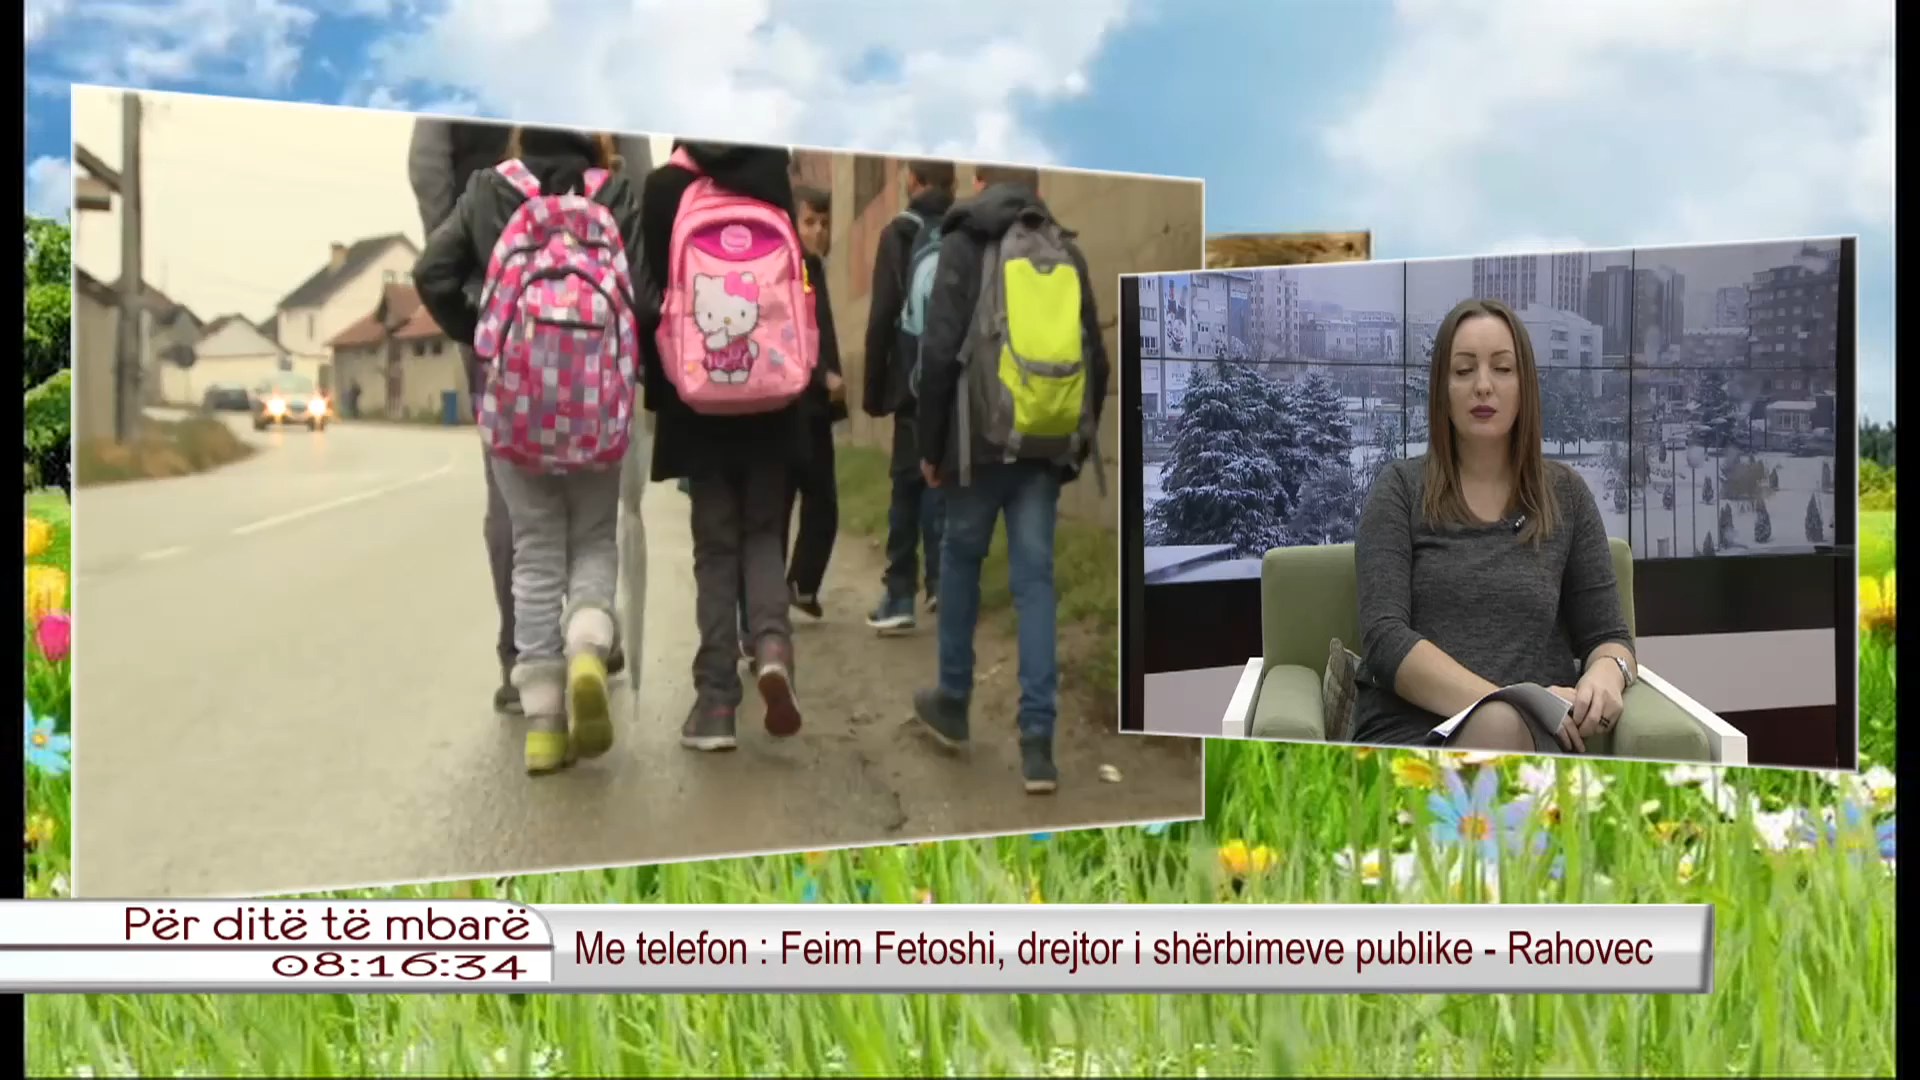 Për ditë të mbarë
08:16:34
Me telefon : Feim Fetoshi, drejtor i shërbimeve publike - Rahovec